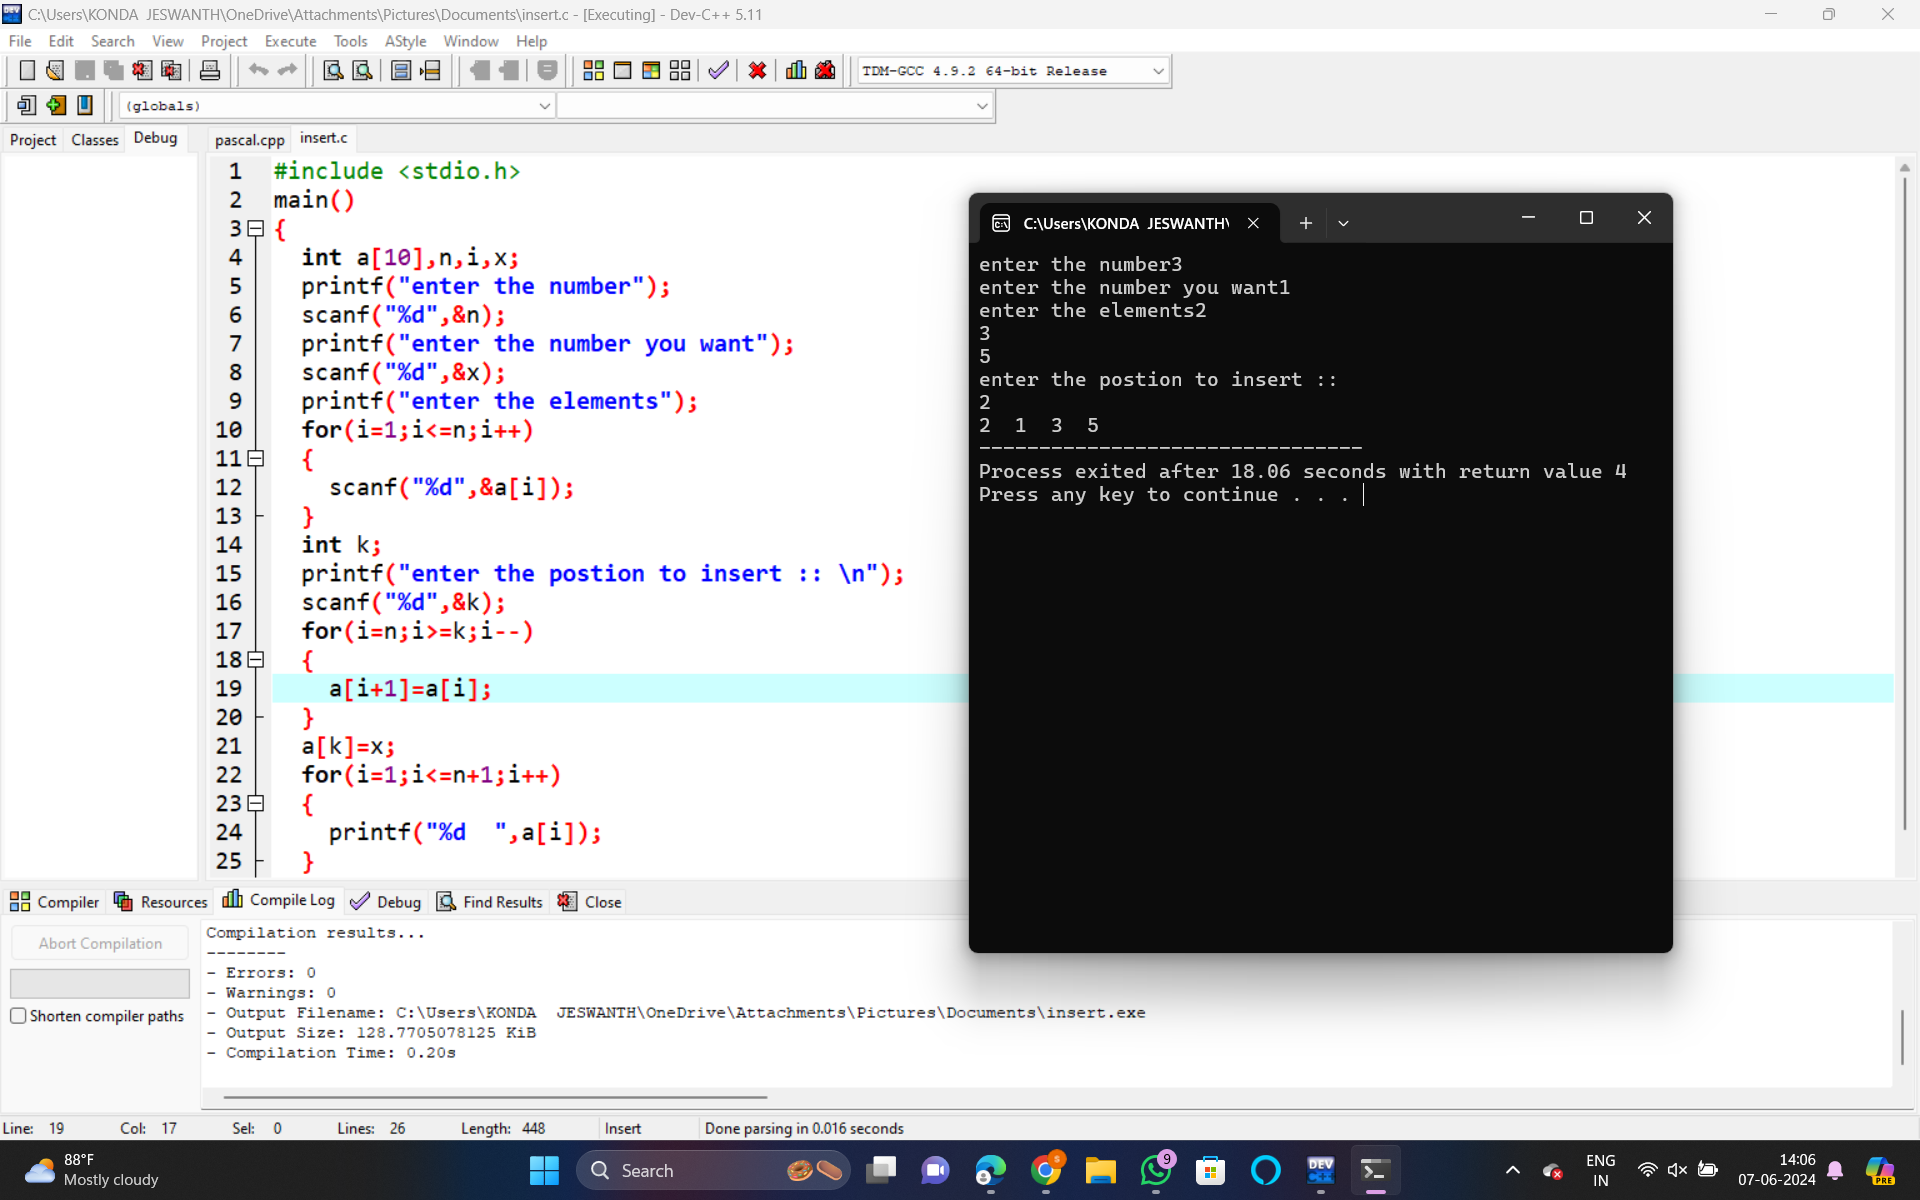 C:\Users\KONDA  JESWANTH\OneDrive\Attachments\Pictures\Documents\insert.c - [Executing] - Dev-C++ 5.11
File Edit Search View Project Execute Tools AStyle Window Help
TDM-GCC 4.9.2 64-bit Release
(globals)
Project Classes Debug pascal.cpp insert.c
1 #include <stdio.h>
2 main()
3 {
4 int a[10],n,i,x;
5 printf("enter the number");
6 scanf("%d",&n);
7 printf("enter the number you want");
8 scanf("%d",&x);
9 printf("enter the elements");
10 for(i=1;i<=n;i++)
11 {
12 scanf("%d",&a[i]);
13 }
14 int k;
15 printf("enter the postion to insert :: \n");
16 scanf("%d",&k);
17 for(i=n;i>=k;i--)
18 {
19 a[i+1]=a[i];
20 }
21 a[k]=x;
22 for(i=1;i<=n+1;i++)
23 {
24 printf("%d  ",a[i]);
25 }
C:\Users\KONDA  JESWANTH\
enter the number3
enter the number you want1
enter the elements2
3
5
enter the postion to insert ::
2
2  1  3  5
--------------------------------
Process exited after 18.06 seconds with return value 4
Press any key to continue . . .
Compiler Resources Compile Log Debug Find Results Close
Abort Compilation
Shorten compiler paths
Compilation results...
--------
- Errors: 0
- Warnings: 0
- Output Filename: C:\Users\KONDA  JESWANTH\OneDrive\Attachments\Pictures\Documents\insert.exe
- Output Size: 128.7705078125 KiB
- Compilation Time: 0.20s
Line: 19 Col: 17 Sel: 0 Lines: 26 Length: 448 Insert Done parsing in 0.016 seconds
88°F
Mostly cloudy
Search
DEV
9
S
ENG
IN
14:06
07-06-2024
PRE